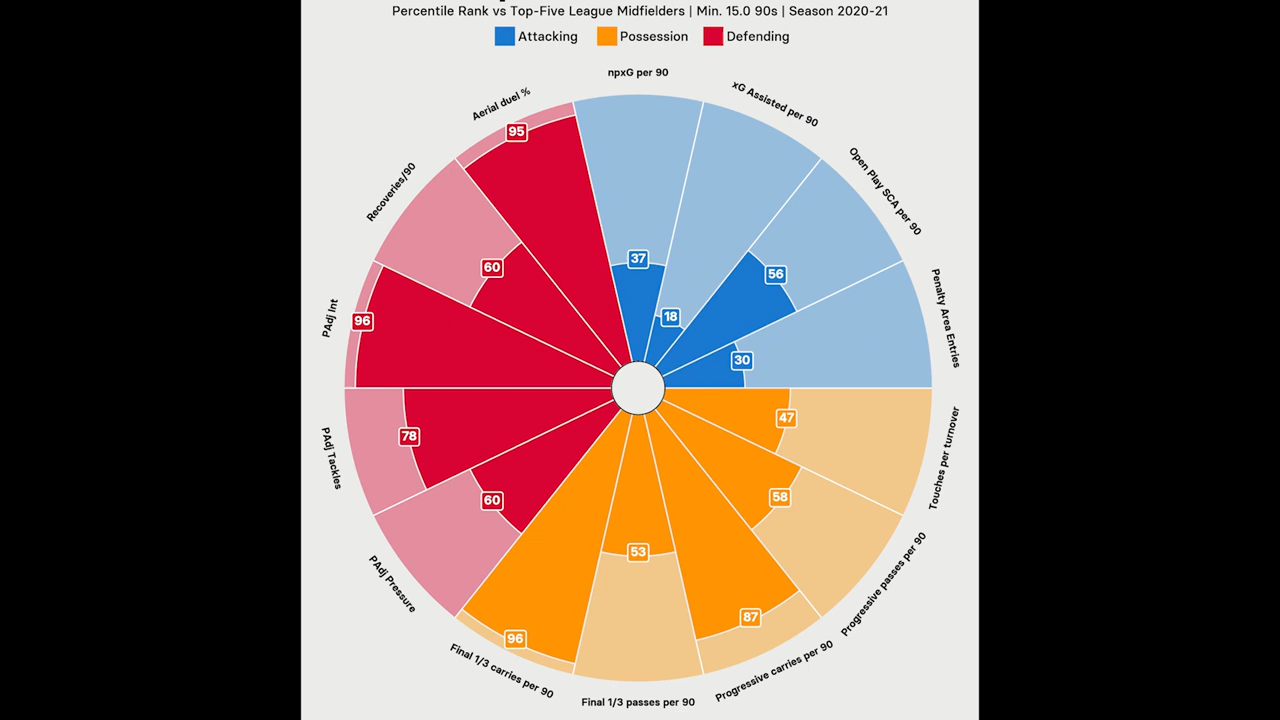 Percentile Rank vs Top-Five League Midfielders | Min. 15.0 90s | Season 2020-21
Attacking Possession Defending
npxG per 90
xG Assisted per 90
Open Play SCA per 90
Penalty Area Entries
Touches per turnover
Progressive passes per 90
Progressive carries per 90
Final 1/3 passes per 90
Final 1/3 carries per 90
PAdj Pressure
PAdj Tackles
PAdj Int
Recoveries/90
Aerial duel %
37
18
56
30
47
58
87
53
96
60
78
96
60
95